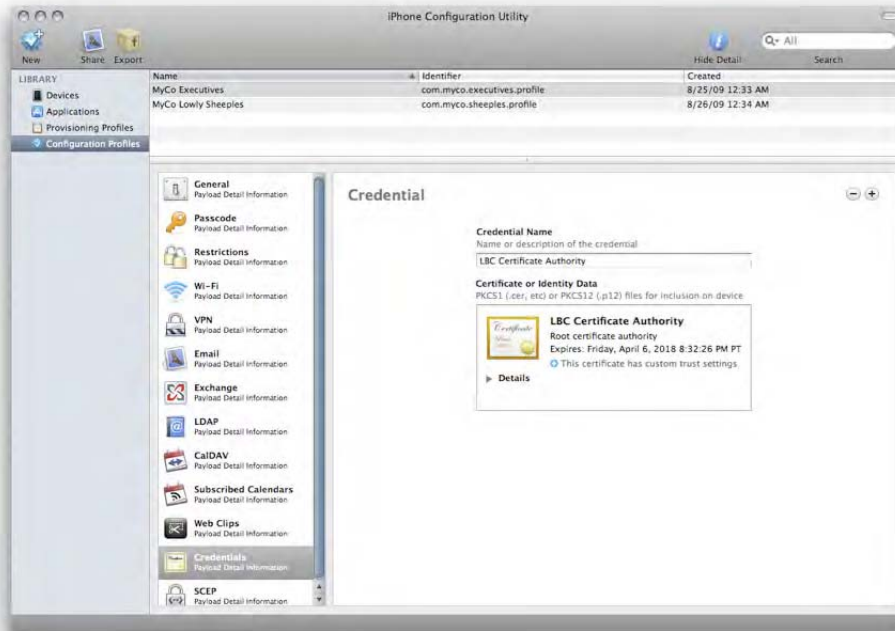 iPhone Configuration Utility
New Share Export
All
Hide Detail Search
LIBRARY
Devices
Applications
Provisioning Profiles
Configuration Profiles
Name Identifier Created
MyCo Executives com.myco.executives.profile 8/25/09 12:33 AM
MyCo Lowly Sheeples com.myco.sheeples.profile 8/26/09 12:34 AM
General
Payload Detail Information
Passcode
Payload Detail Information
Restrictions
Payload Detail Information
Wi-Fi
Payload Detail Information
VPN
Payload Detail Information
Email
Payload Detail Information
Exchange
Payload Detail Information
LDAP
Payload Detail Information
CalDAV
Payload Detail Information
Subscribed Calendars
Payload Detail Information
Web Clips
Payload Detail Information
Credentials
Payload Detail Information
SCEP
Payload Detail Information
Credential
Credential Name
Name or description of the credential
LBC Certificate Authority
Certificate or Identity Data
PKCS1 (.cer, etc) or PKCS12 (.p12) files for inclusion on device
Certificate
LBC Certificate Authority
Root certificate authority
Expires: Friday, April 6, 2018 8:32:26 PM PT
This certificate has custom trust settings
Details